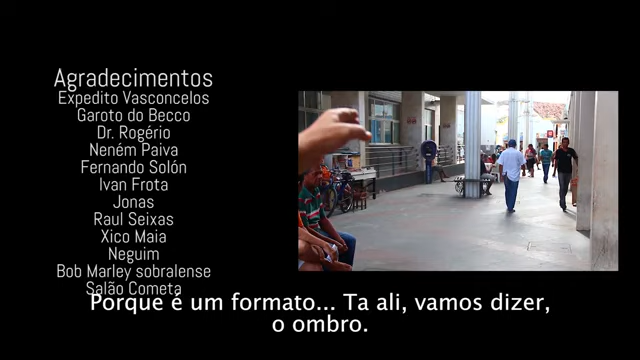 Agradecimentos
Expedito Vasconcelos
Garoto do Becco
Dr. Rogério
Neném Paiva
Fernando Solón
Ivan Frota
Jonas
Raul Seixas
Xico Maia
Neguim
Bob Marley sobralense
Salão Cometa
Porque é um formato... Ta ali, vamos dizer,
o ombro.